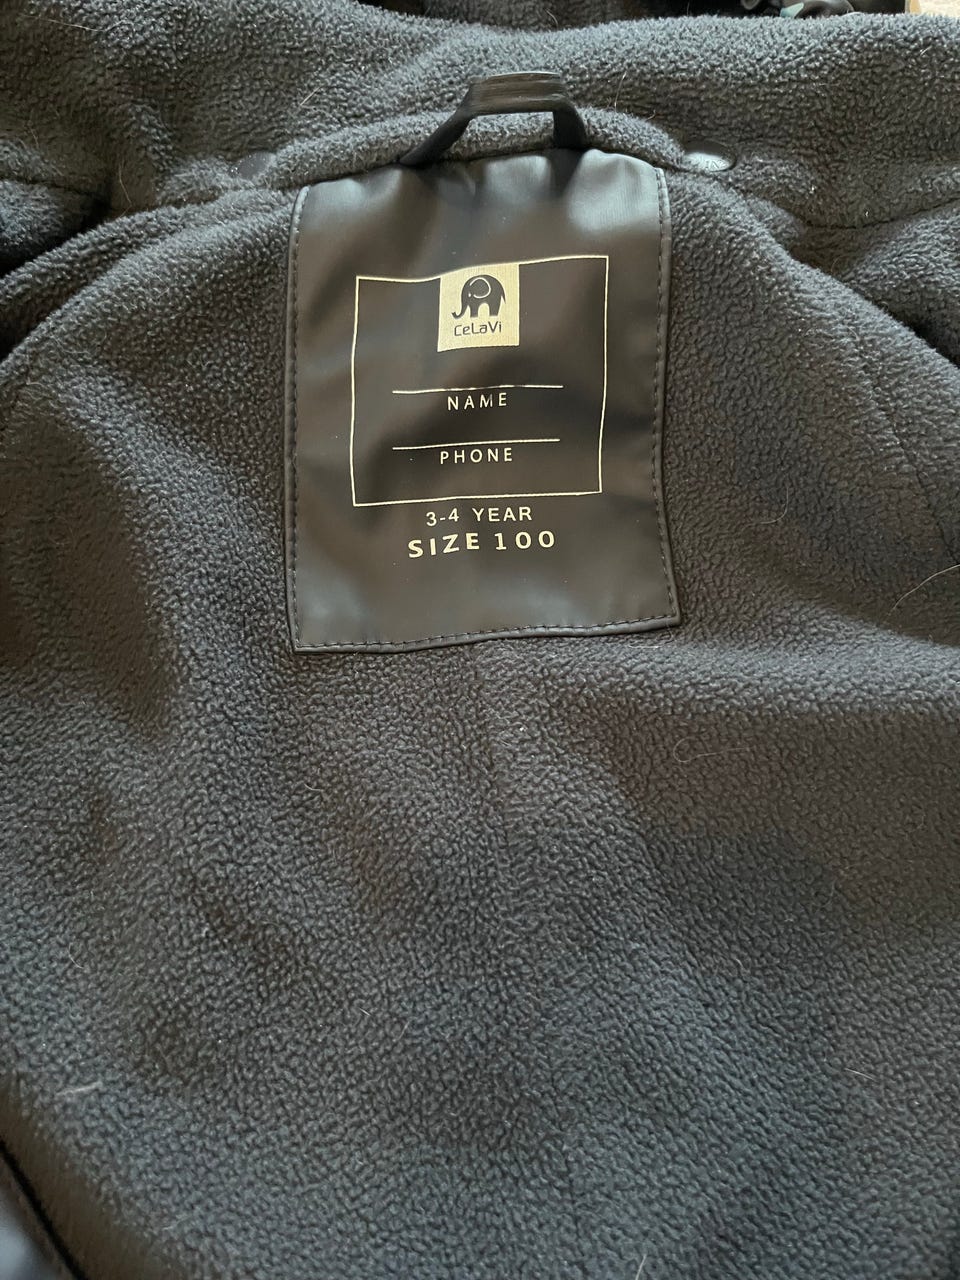 CeLaVi
NAME
PHONE
3-4 YEAR
SIZE 100